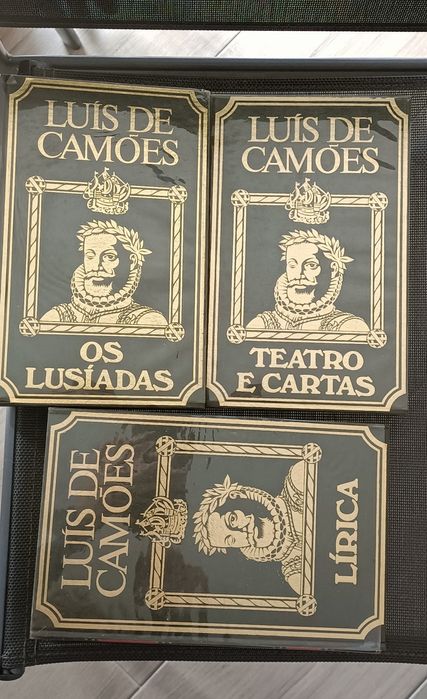 LUÍS DE
CAMÕES
OS
LUSÍADAS
LUÍS DE
CAMÕES
TEATRO
E CARTAS
LUÍS DE
CAMÕES
LÍRICA